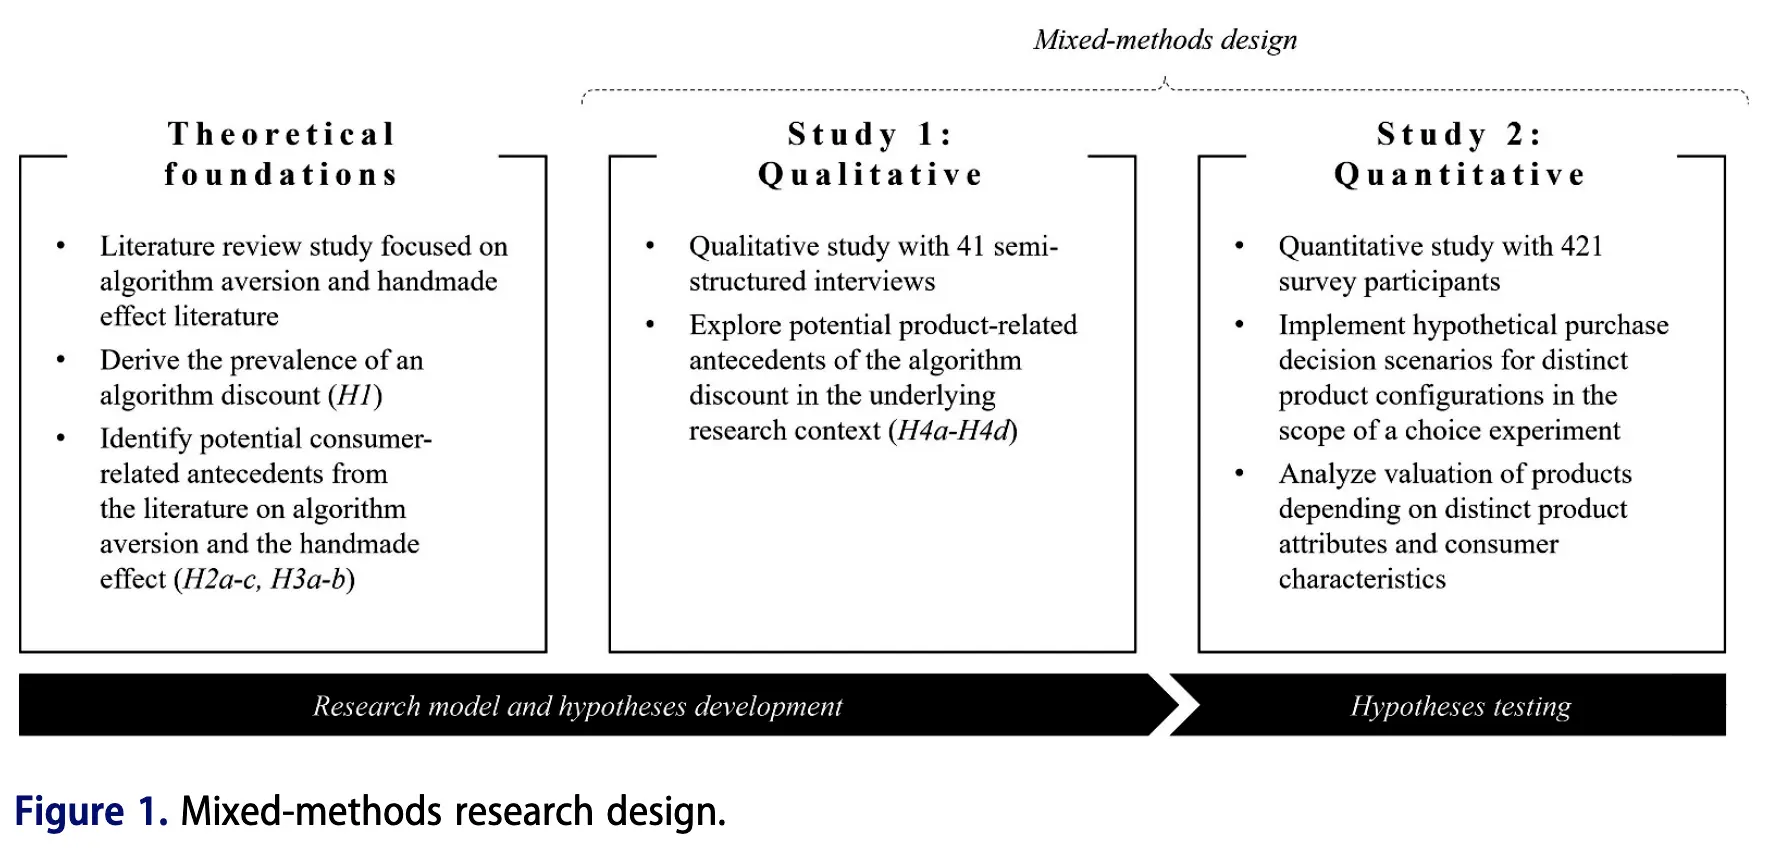 Mixed-methods design
Theoretical
foundations
• Literature review study focused on
algorithm aversion and handmade
effect literature
• Derive the prevalence of an
algorithm discount (H1)
• Identify potential consumer-
related antecedents from
the literature on algorithm
aversion and the handmade
effect (H2a-c, H3a-b)
Study 1:
Qualitative
• Qualitative study with 41 semi-
structured interviews
• Explore potential product-related
antecedents of the algorithm
discount in the underlying
research context (H4a-H4d)
Study 2:
Quantitative
• Quantitative study with 421
survey participants
• Implement hypothetical purchase
decision scenarios for distinct
product configurations in the
scope of a choice experiment
• Analyze valuation of products
depending on distinct product
attributes and consumer
characteristics
Research model and hypotheses development
Hypotheses testing
Figure 1. Mixed-methods research design.